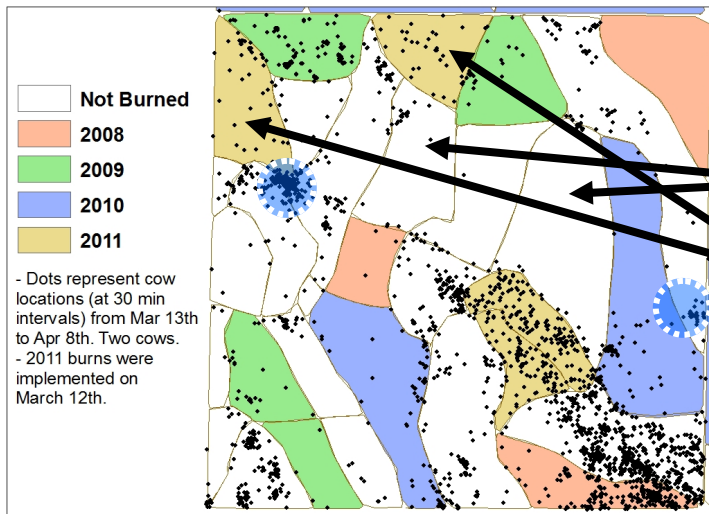 Not Burned
2008
2009
2010
2011
- Dots represent cow
locations (at 30 min
intervals) from Mar 13th
to Apr 8th. Two cows.
- 2011 burns were
implemented on
March 12th.